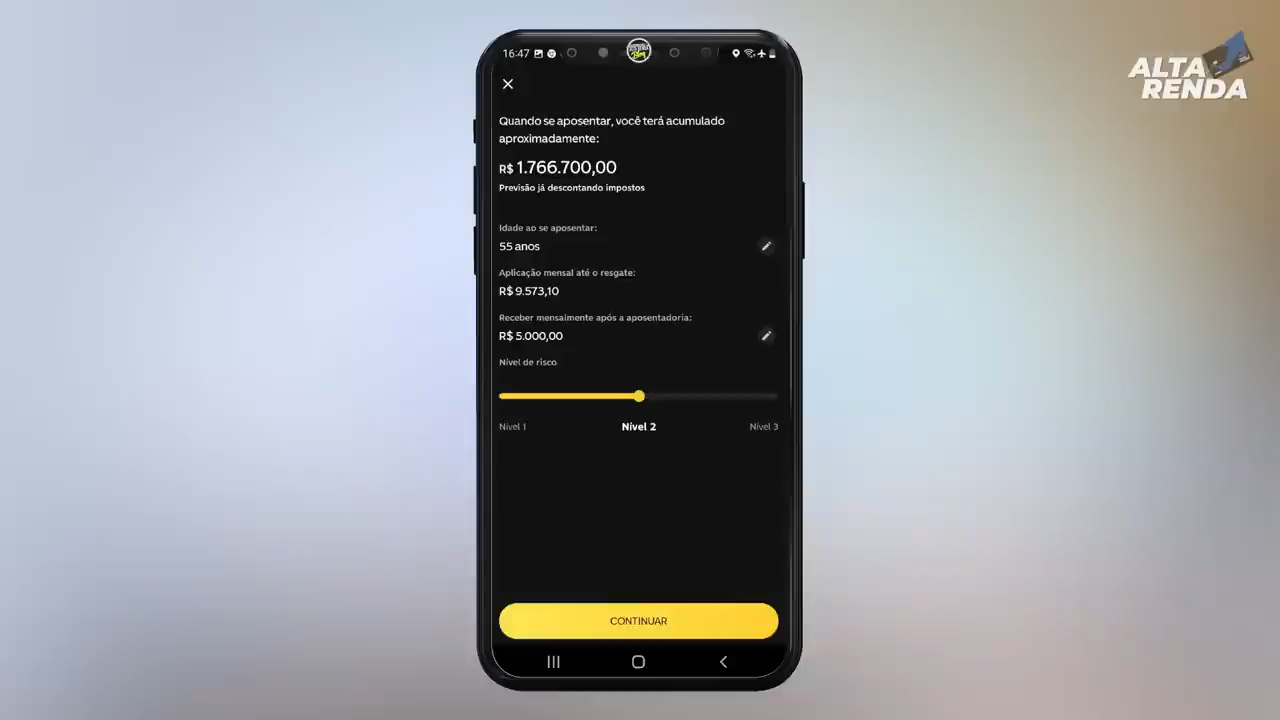 ALTA
RENDA
16:47
Quando se aposentar, você terá acumulado
aproximadamente:
R$ 1.766.700,00
Previsão já descontando impostos
Idade ao se aposentar:
55 anos
Aplicação mensal até o resgate:
R$ 9.573,10
Receber mensalmente após a aposentadoria:
R$ 5.000,00
Nível de risco
Nível 1 Nível 2 Nível 3
CONTINUAR